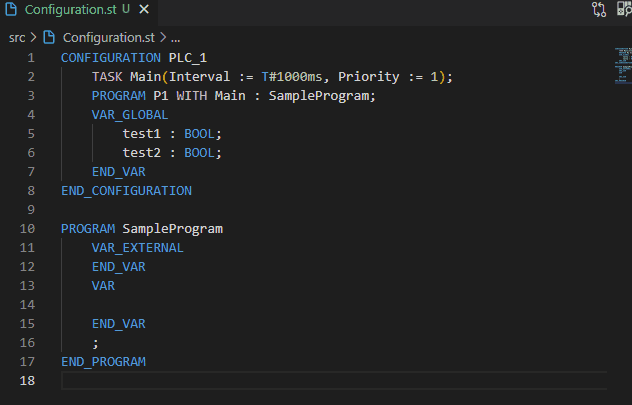 Configuration.st U
src > Configuration.st > ...
1 CONFIGURATION PLC_1
2     TASK Main(Interval := T#1000ms, Priority := 1);
3     PROGRAM P1 WITH Main : SampleProgram;
4     VAR_GLOBAL
5         test1 : BOOL;
6         test2 : BOOL;
7     END_VAR
8 END_CONFIGURATION
9
10 PROGRAM SampleProgram
11     VAR_EXTERNAL
12     END_VAR
13     VAR
14
15     END_VAR
16     ;
17 END_PROGRAM
18